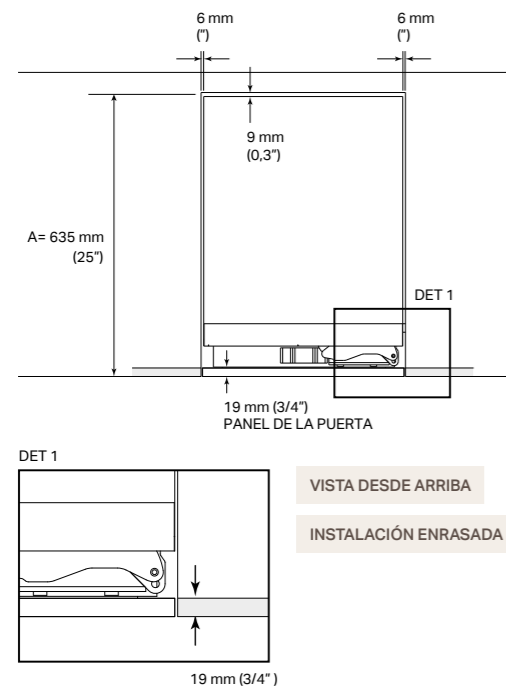 6 mm
(″)
6 mm
(″)
9 mm
(0,3″)
A= 635 mm
(25″)
DET 1
19 mm (3/4″)
PANEL DE LA PUERTA
DET 1
VISTA DESDE ARRIBA
INSTALACIÓN ENRASADA
19 mm (3/4″ )